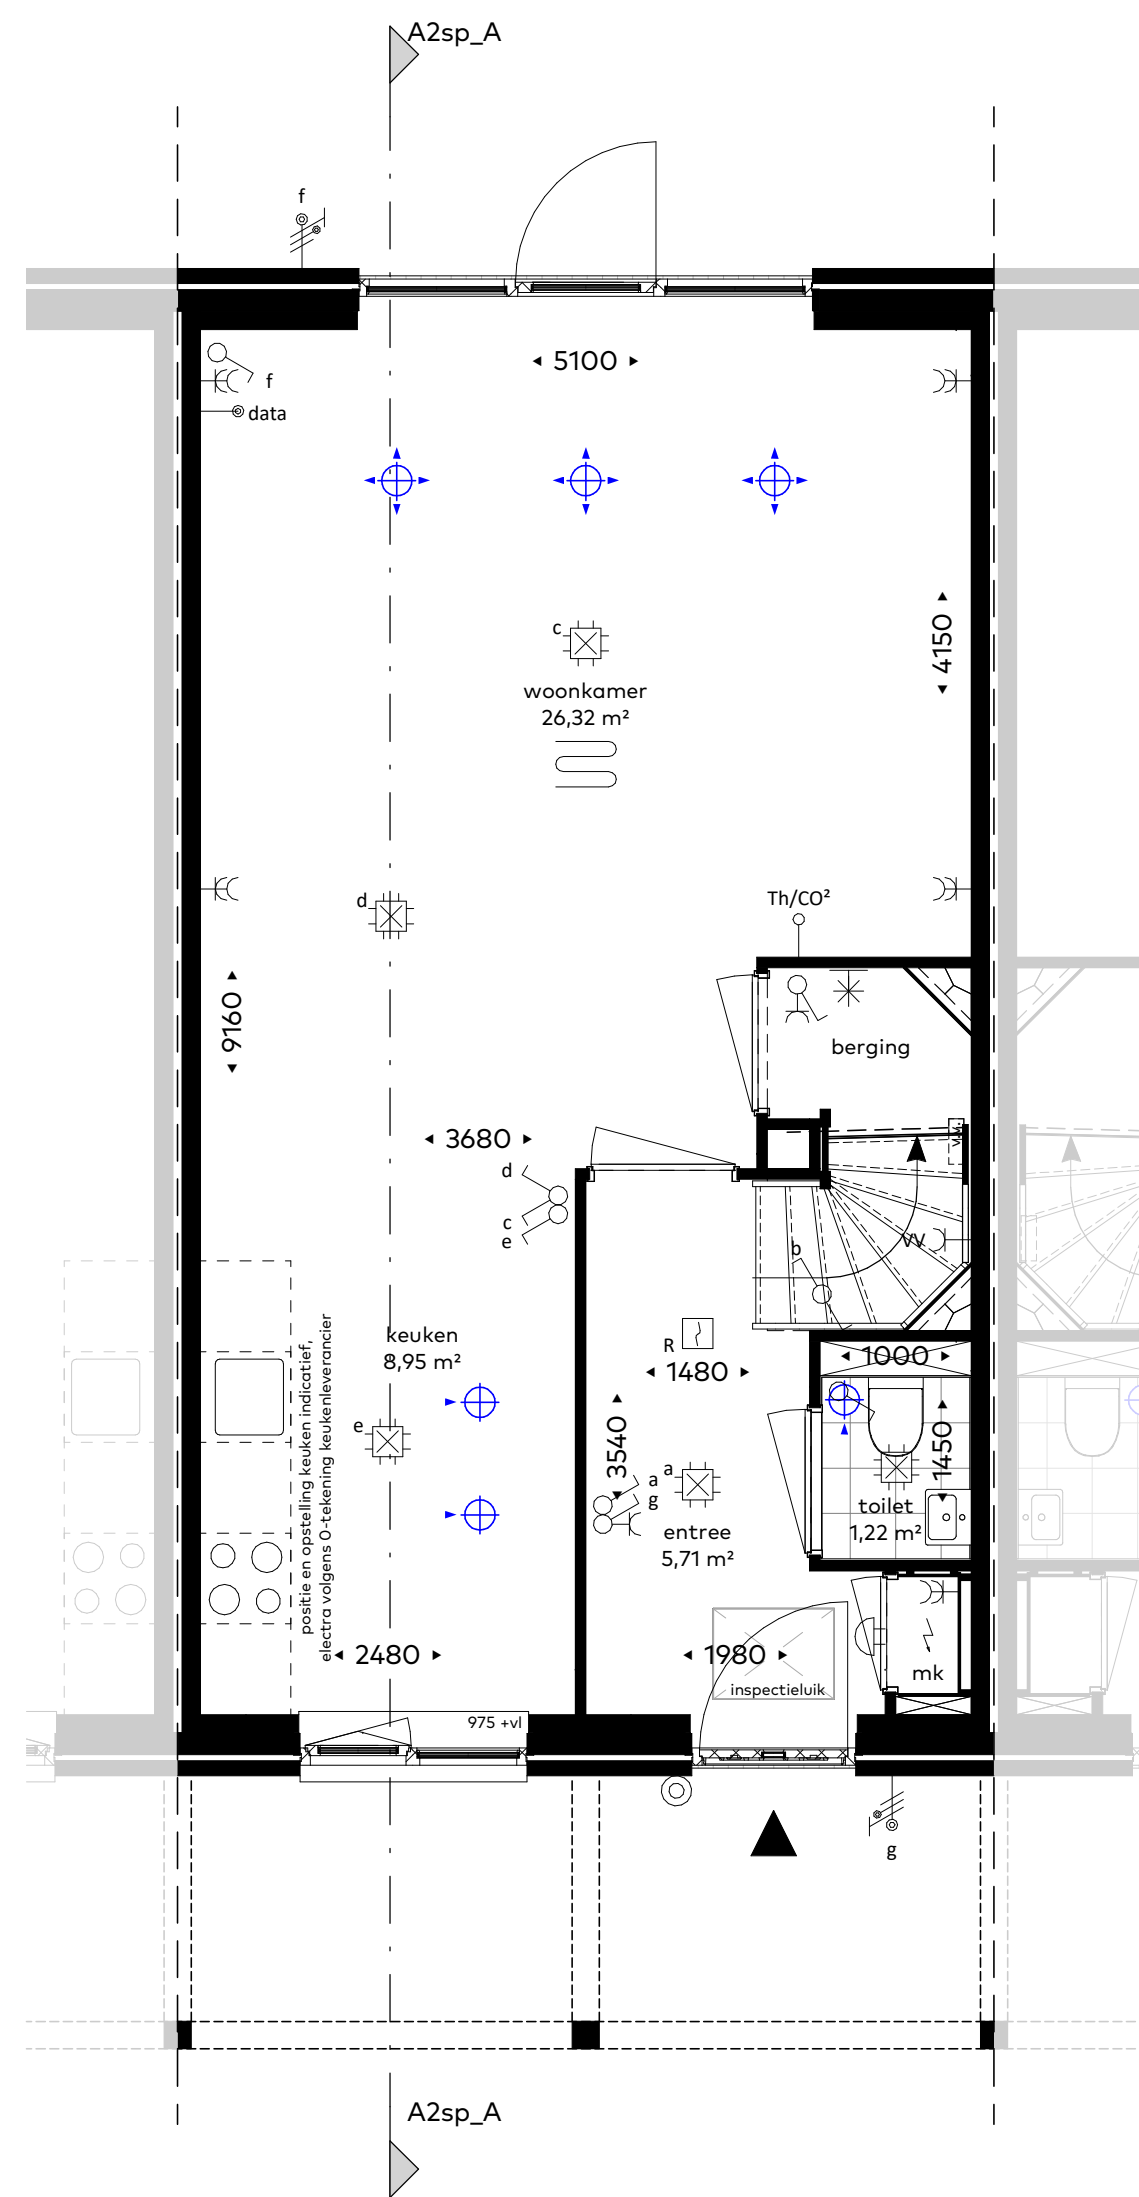 A2sp_A
f
5100
f
data
c
4150
woonkamer
26,32 m²
d
Th/CO²
9160
berging
3680
v.v.
d
c
e
VV
b
keuken
8,95 m²
R
1480
1000
positie en opstelling keuken indicatief,
electra volgens 0-tekening keukenleverancier
e
3540
1450
a
a
g
toilet
1,22 m²
entree
5,71 m²
2480
1980
mk
inspectieluik
975 +vl
g
A2sp_A